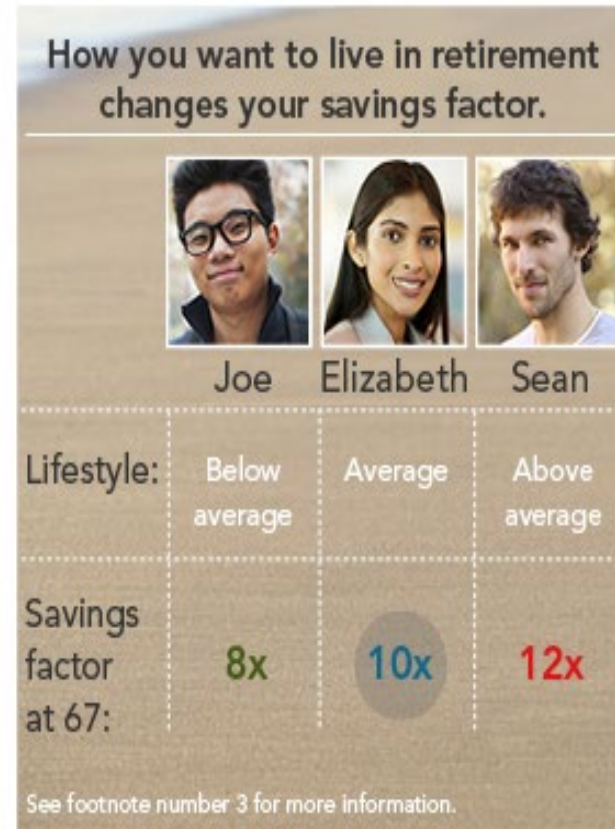 How you want to live in retirement
changes your savings factor.
Joe Elizabeth Sean
Lifestyle: Below average Average Above average
Savings factor at 67: 8x 10x 12x
See footnote number 3 for more information.